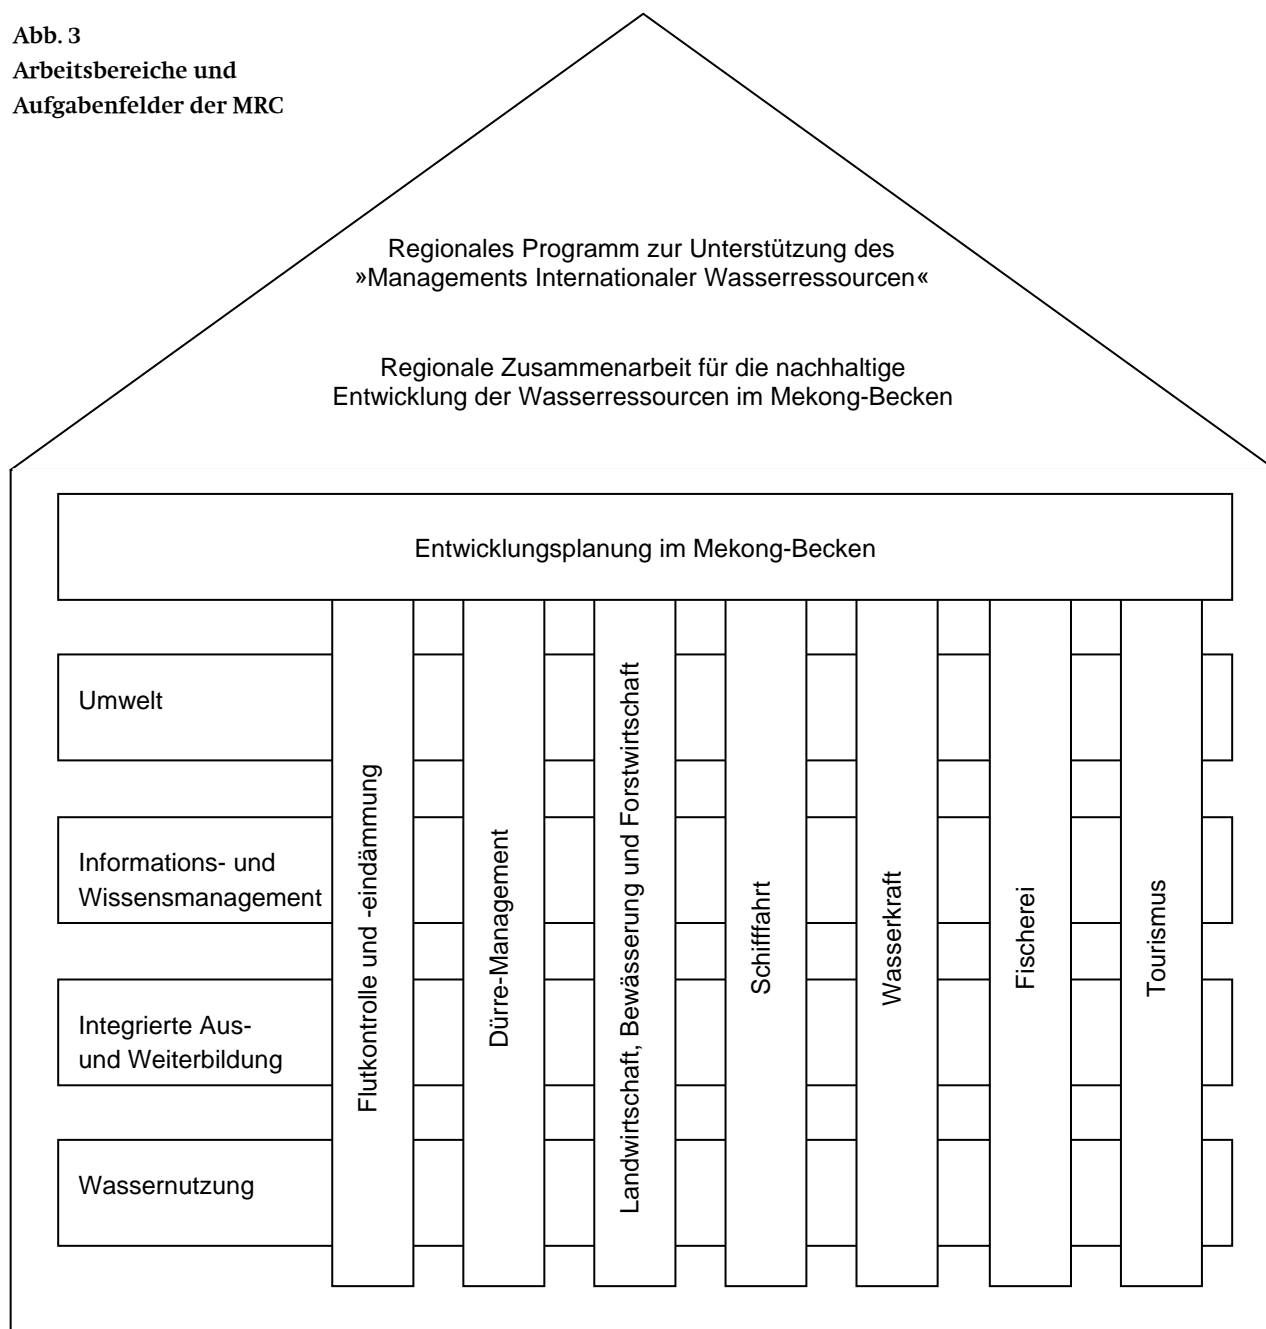 Abb. 3
Arbeitsbereiche und
Aufgabenfelder der MRC
Regionales Programm zur Unterstützung des
»Managements Internationaler Wasserressourcen«
Regionale Zusammenarbeit für die nachhaltige
Entwicklung der Wasserressourcen im Mekong-Becken
Entwicklungsplanung im Mekong-Becken
Umwelt
Informations- und
Wissensmanagement
Integrierte Aus-
und Weiterbildung
Wassernutzung
Flutkontrolle und -eindämmung
Dürre-Management
Landwirtschaft, Bewässerung und Forstwirtschaft
Schifffahrt
Wasserkraft
Fischerei
Tourismus